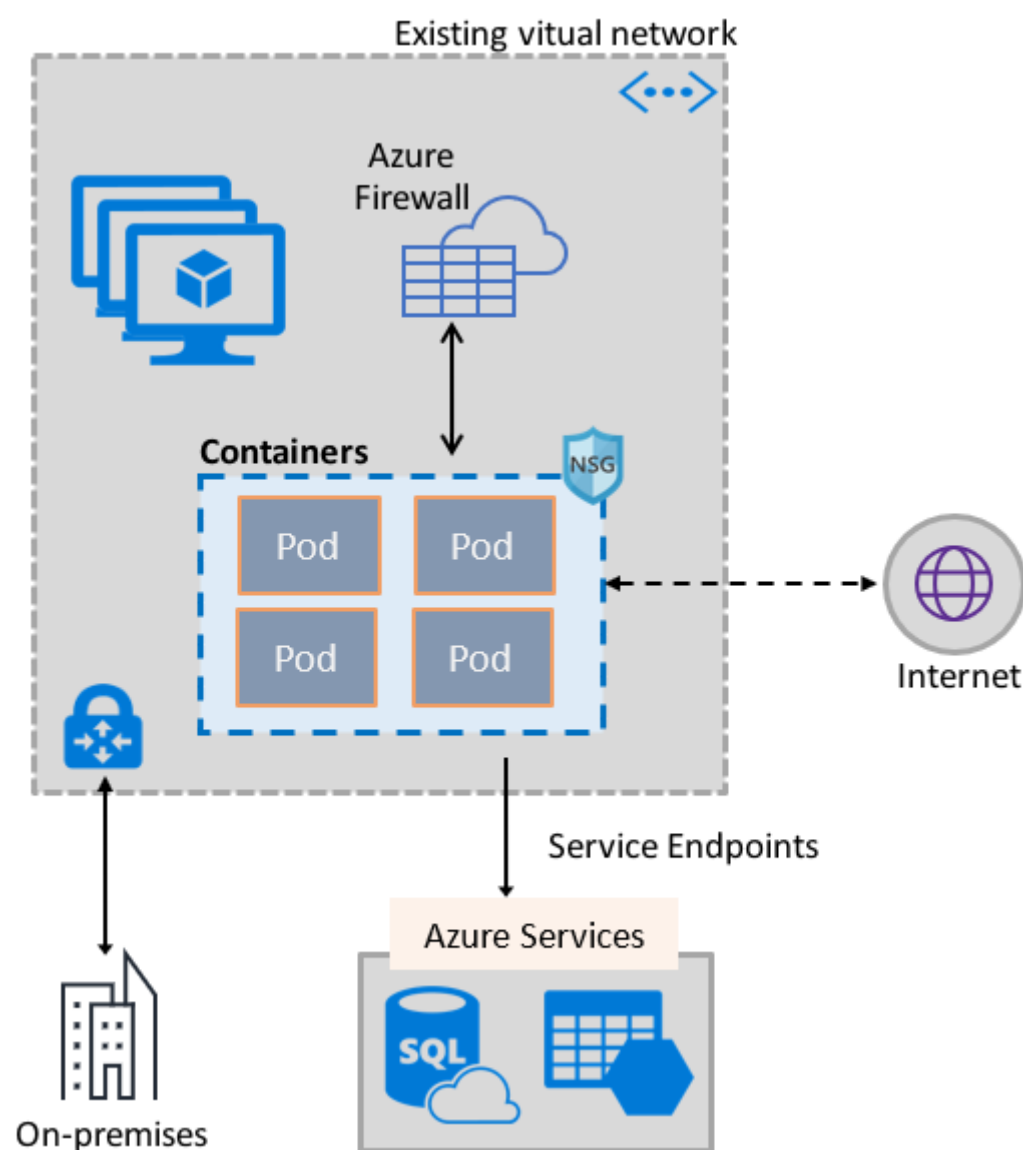 Existing vitual network
Azure
Firewall
Containers
NSG
Pod
Pod
Pod
Pod
Internet
Service Endpoints
Azure Services
SQL
On-premises